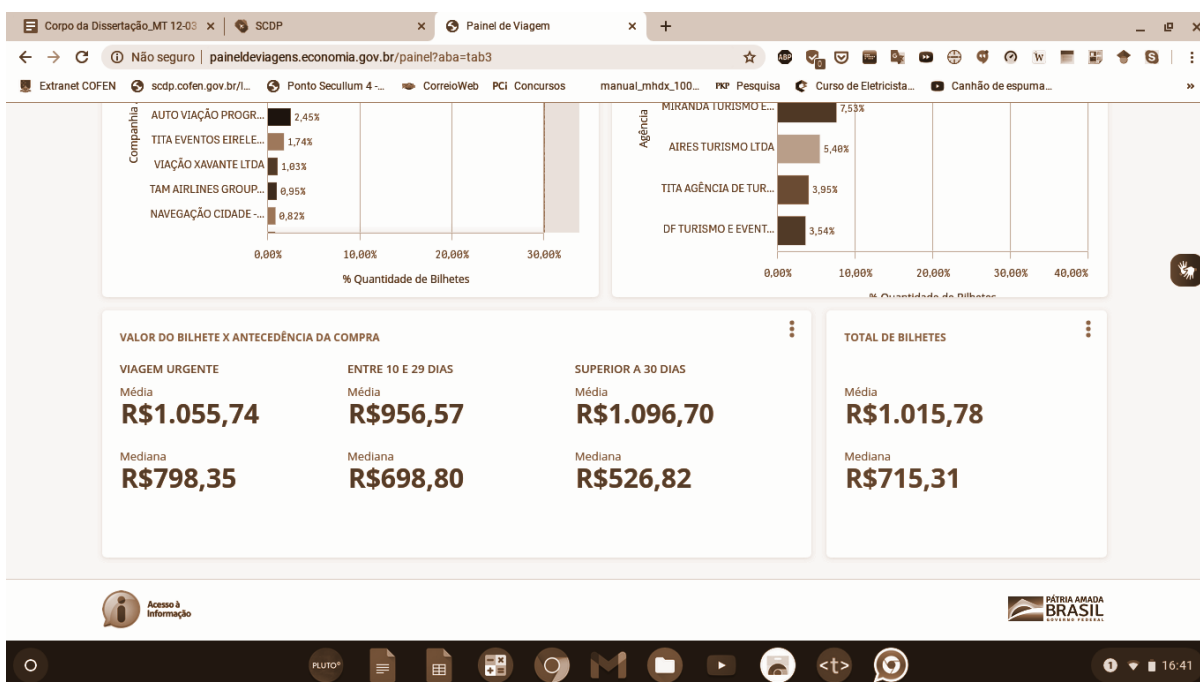 Corpo da Dissertação_MT 12-03
SCDP
Painel de Viagem
Não seguro | paineldeviagens.economia.gov.br/painel?aba=tab3
Extranet COFEN
scdp.cofen.gov.br/l...
Ponto Secullum 4 -...
CorreioWeb
PCi Concursos
manual_mhdx_100...
PKP Pesquisa
Curso de Eletricista...
Canhão de espuma...
»
Companhia
AUTO VIAÇÃO PROGR...
2,45%
TITA EVENTOS EIRELE...
1,74%
VIAÇÃO XAVANTE LTDA
1,03%
TAM AIRLINES GROUP...
0,95%
NAVEGAÇÃO CIDADE -...
0,82%
0,00% 10,00% 20,00% 30,00%
% Quantidade de Bilhetes
Agência
MIRANDA TURISMO E...
7,53%
AIRES TURISMO LTDA
5,40%
TITA AGÊNCIA DE TUR...
3,95%
DF TURISMO E EVENT...
3,54%
0,00% 10,00% 20,00% 30,00% 40,00%
% Quantidade de Bilhetes
VALOR DO BILHETE X ANTECEDÊNCIA DA COMPRA
VIAGEM URGENTE
Média
R$1.055,74
Mediana
R$798,35
ENTRE 10 E 29 DIAS
Média
R$956,57
Mediana
R$698,80
SUPERIOR A 30 DIAS
Média
R$1.096,70
Mediana
R$526,82
TOTAL DE BILHETES
Média
R$1.015,78
Mediana
R$715,31
Acesso à
Informação
PÁTRIA AMADA
BRASIL
GOVERNO FEDERAL
PLUTO
<t>
1
16:41